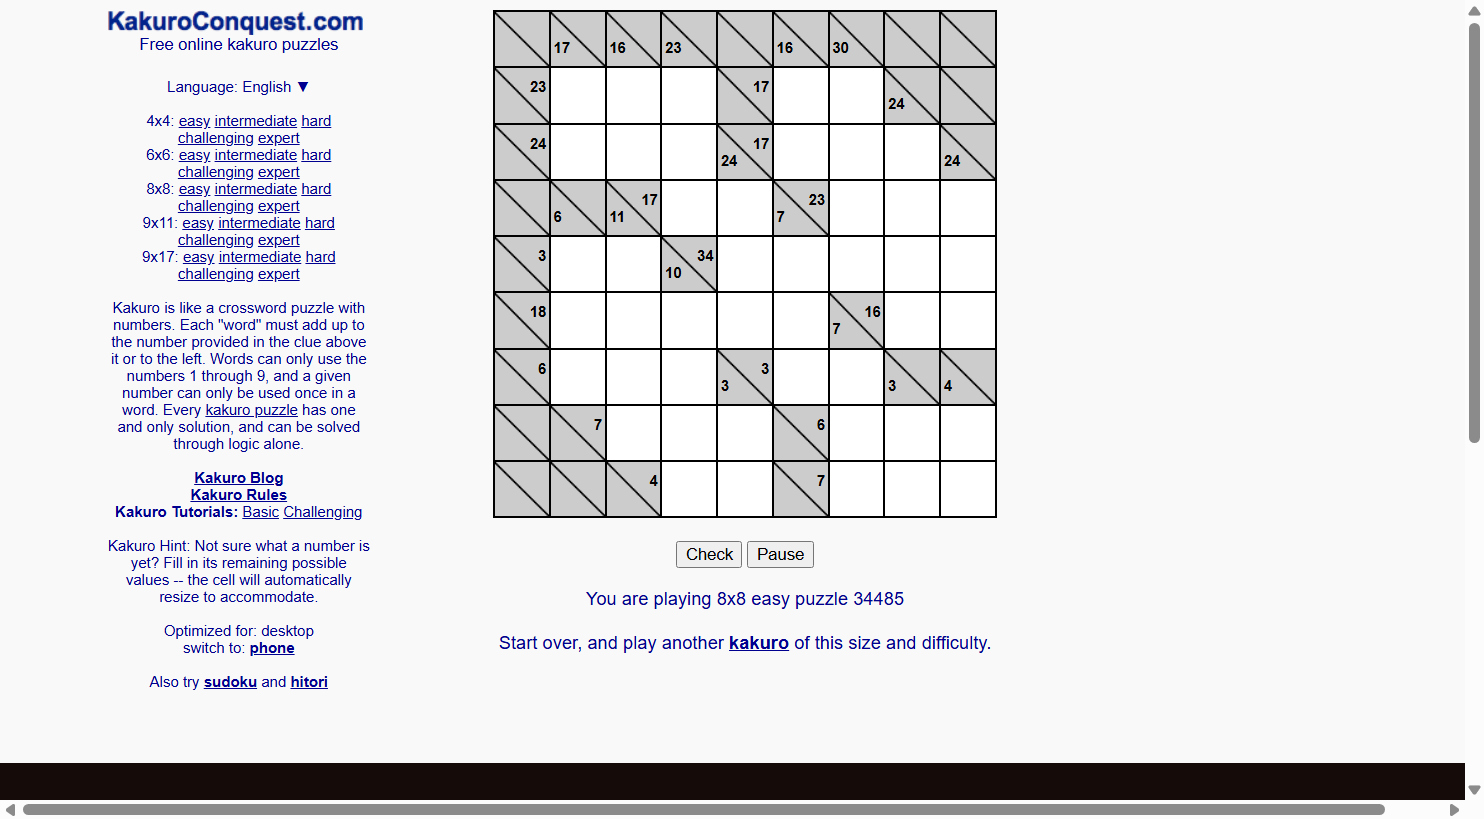 KakuroConquest.com
Free online kakuro puzzles
Language: English ▼
4x4: easy intermediate hard
challenging expert
6x6: easy intermediate hard
challenging expert
8x8: easy intermediate hard
challenging expert
9x11: easy intermediate hard
challenging expert
9x17: easy intermediate hard
challenging expert
Kakuro is like a crossword puzzle with
numbers. Each "word" must add up to
the number provided in the clue above
it or to the left. Words can only use the
numbers 1 through 9, and a given
number can only be used once in a
word. Every kakuro puzzle has one
and only solution, and can be solved
through logic alone.
Kakuro Blog
Kakuro Rules
Kakuro Tutorials: Basic Challenging
Kakuro Hint: Not sure what a number is
yet? Fill in its remaining possible
values -- the cell will automatically
resize to accommodate.
Optimized for: desktop
switch to: phone
Also try sudoku and hitori
17 16 23 16 30
23 17 24
24 24 17 24
6 11 17 7 23
3 10 34
18 7 16
6 3 3 3 4
7 6
4 7
Check Pause
You are playing 8x8 easy puzzle 34485
Start over, and play another kakuro of this size and difficulty.